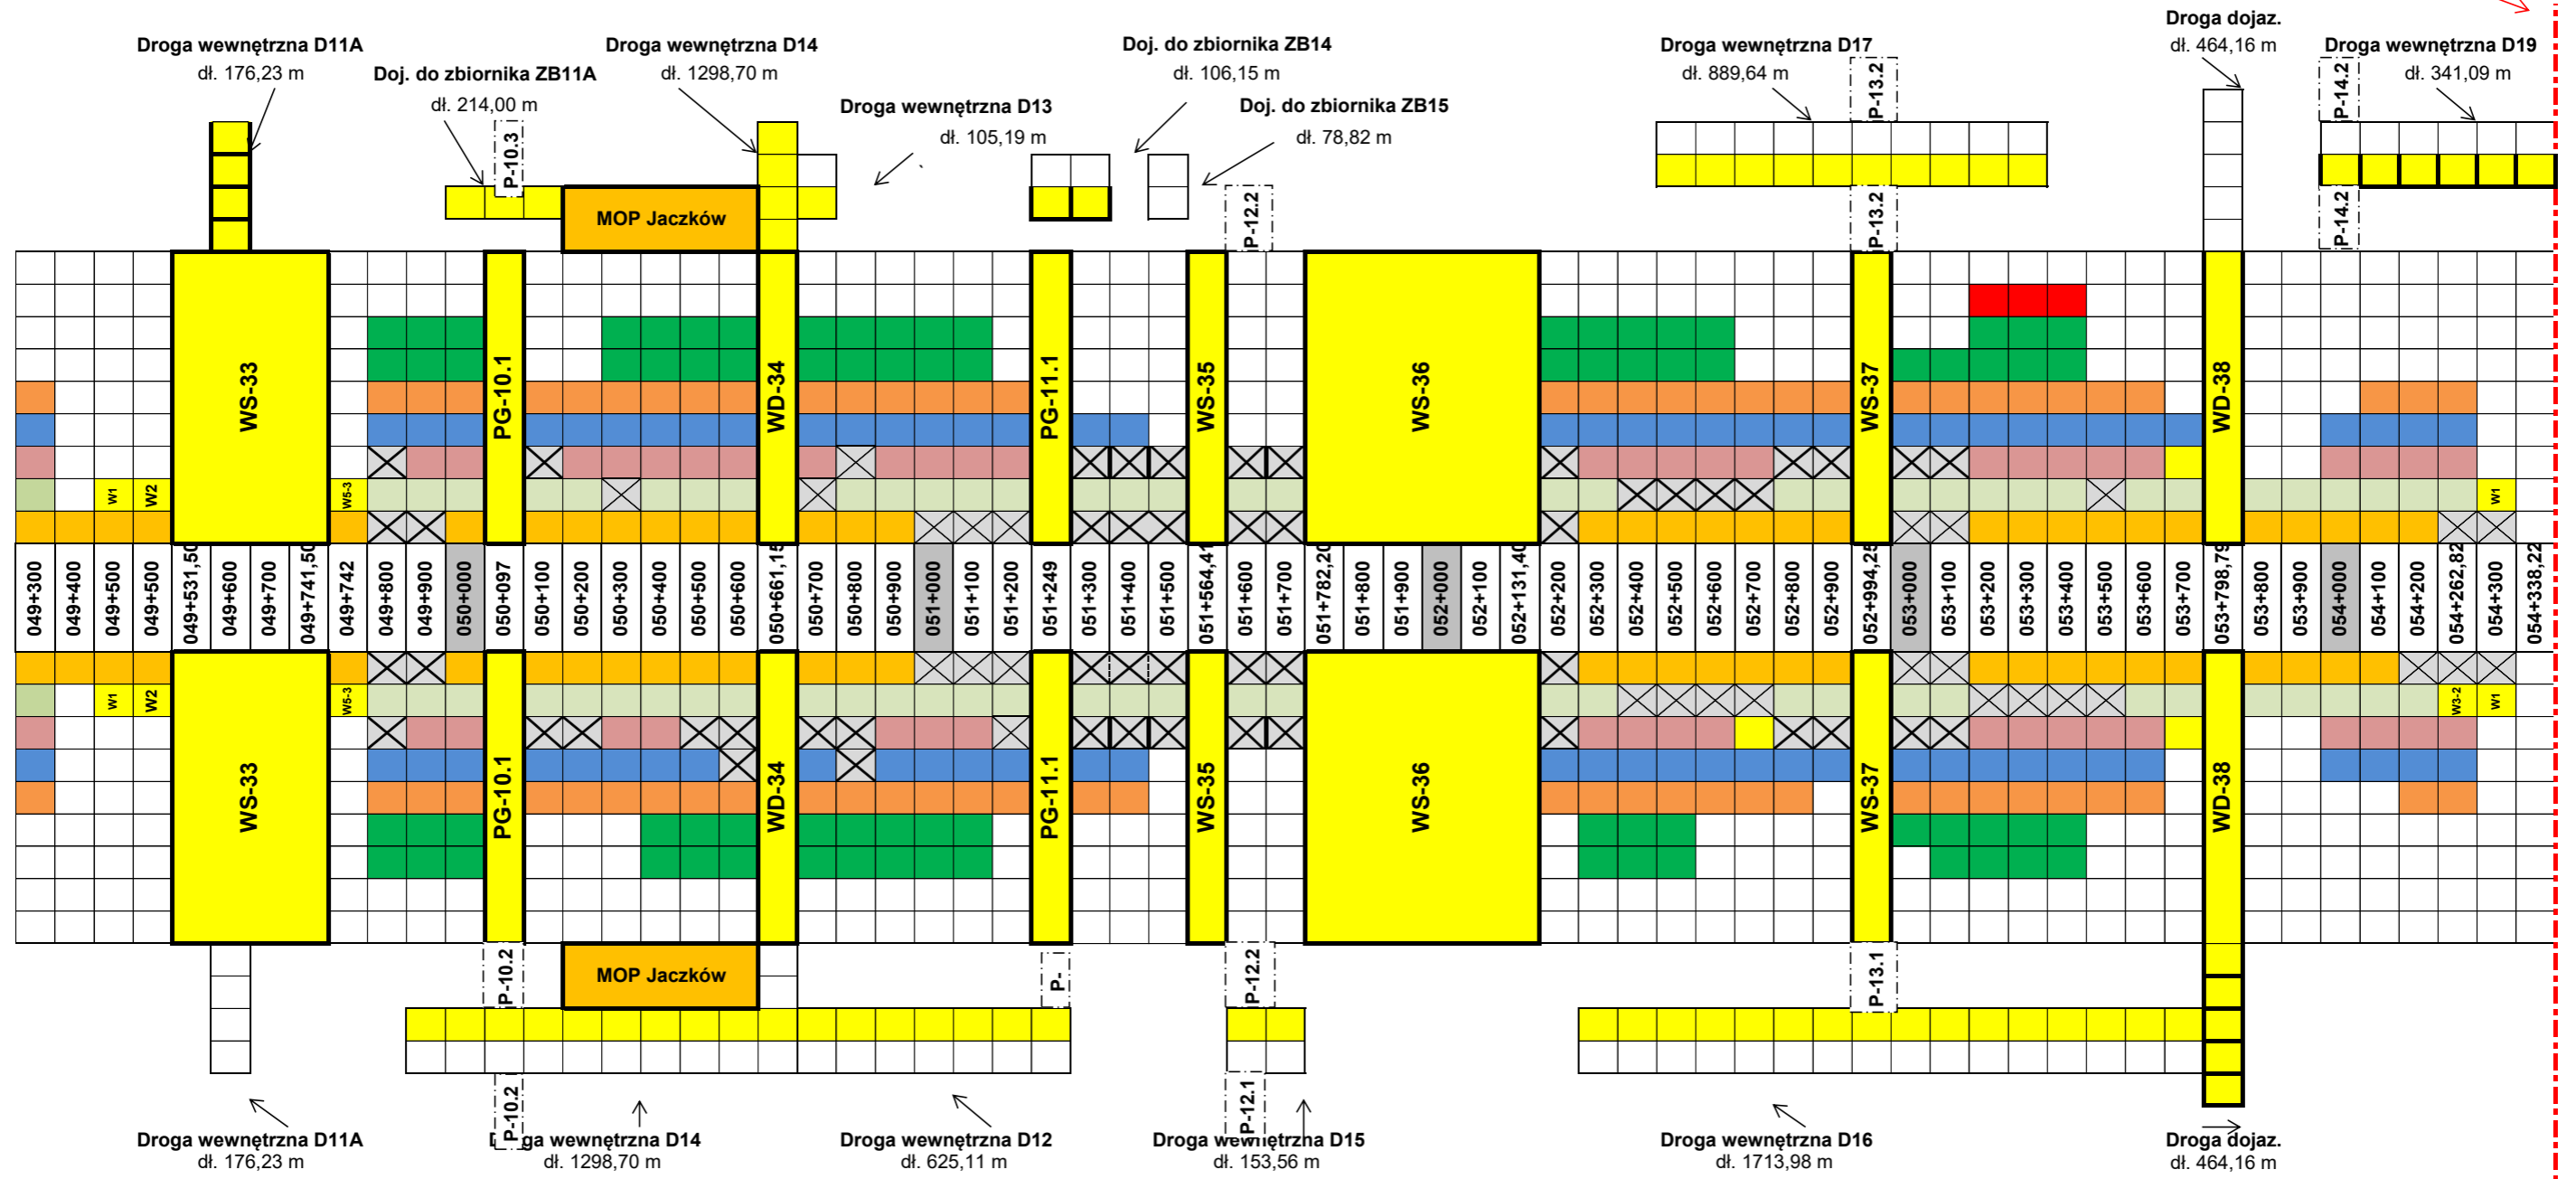 Droga wewnętrzna D11A
dł. 176,23 m
Doj. do zbiornika ZB11A
dł. 214,00 m
Droga wewnętrzna D14
dł. 1298,70 m
Droga wewnętrzna D13
dł. 105,19 m
Doj. do zbiornika ZB14
dł. 106,15 m
Doj. do zbiornika ZB15
dł. 78,82 m
Droga wewnętrzna D17
dł. 889,64 m
Droga dojaz.
dł. 464,16 m
Droga wewnętrzna D19
dł. 341,09 m
P-10.3
P-12.2
P-13.2
P-13.2
P-14.2
P-14.2
MOP Jaczków
WS-33
PG-10.1
WD-34
PG-11.1
WS-35
WS-36
WS-37
WD-38
W1
W2
W5-3
W1
049+300
049+400
049+500
049+500
049+531,50
049+600
049+700
049+741,50
049+742
049+800
049+900
050+000
050+097
050+100
050+200
050+300
050+400
050+500
050+600
050+661,15
050+700
050+800
050+900
051+000
051+100
051+200
051+249
051+300
051+400
051+500
051+564,41
051+600
051+700
051+782,20
051+800
051+900
052+000
052+100
052+131,40
052+200
052+300
052+400
052+500
052+600
052+700
052+800
052+900
052+994,25
053+000
053+100
053+200
053+300
053+400
053+500
053+600
053+700
053+798,79
053+800
053+900
054+000
054+100
054+200
054+262,82
054+300
054+338,22
W1
W2
W5-3
W3-2
W1
WS-33
PG-10.1
WD-34
PG-11.1
WS-35
WS-36
WS-37
WD-38
MOP Jaczków
P-10.2
P-
P-12.2
P-13.1
P-10.2
P-12.1
Droga wewnętrzna D11A
dł. 176,23 m
Droga wewnętrzna D14
dł. 1298,70 m
Droga wewnętrzna D12
dł. 625,11 m
Droga wewnętrzna D15
dł. 153,56 m
Droga wewnętrzna D16
dł. 1713,98 m
Droga dojaz.
dł. 464,16 m